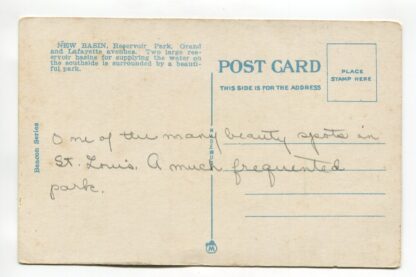 NEW BASIN, Reservoir Park, Grand
and Lafayette avenues. Two large re-
servoir basins for supplying the water on
the southside is surrounded by a beauti-
ful park.
POST CARD
THIS SIDE IS FOR THE ADDRESS
PLACE
STAMP HERE
Beacon Series
One of the many beauty spots in
St. Louis. A much frequented
park.
M